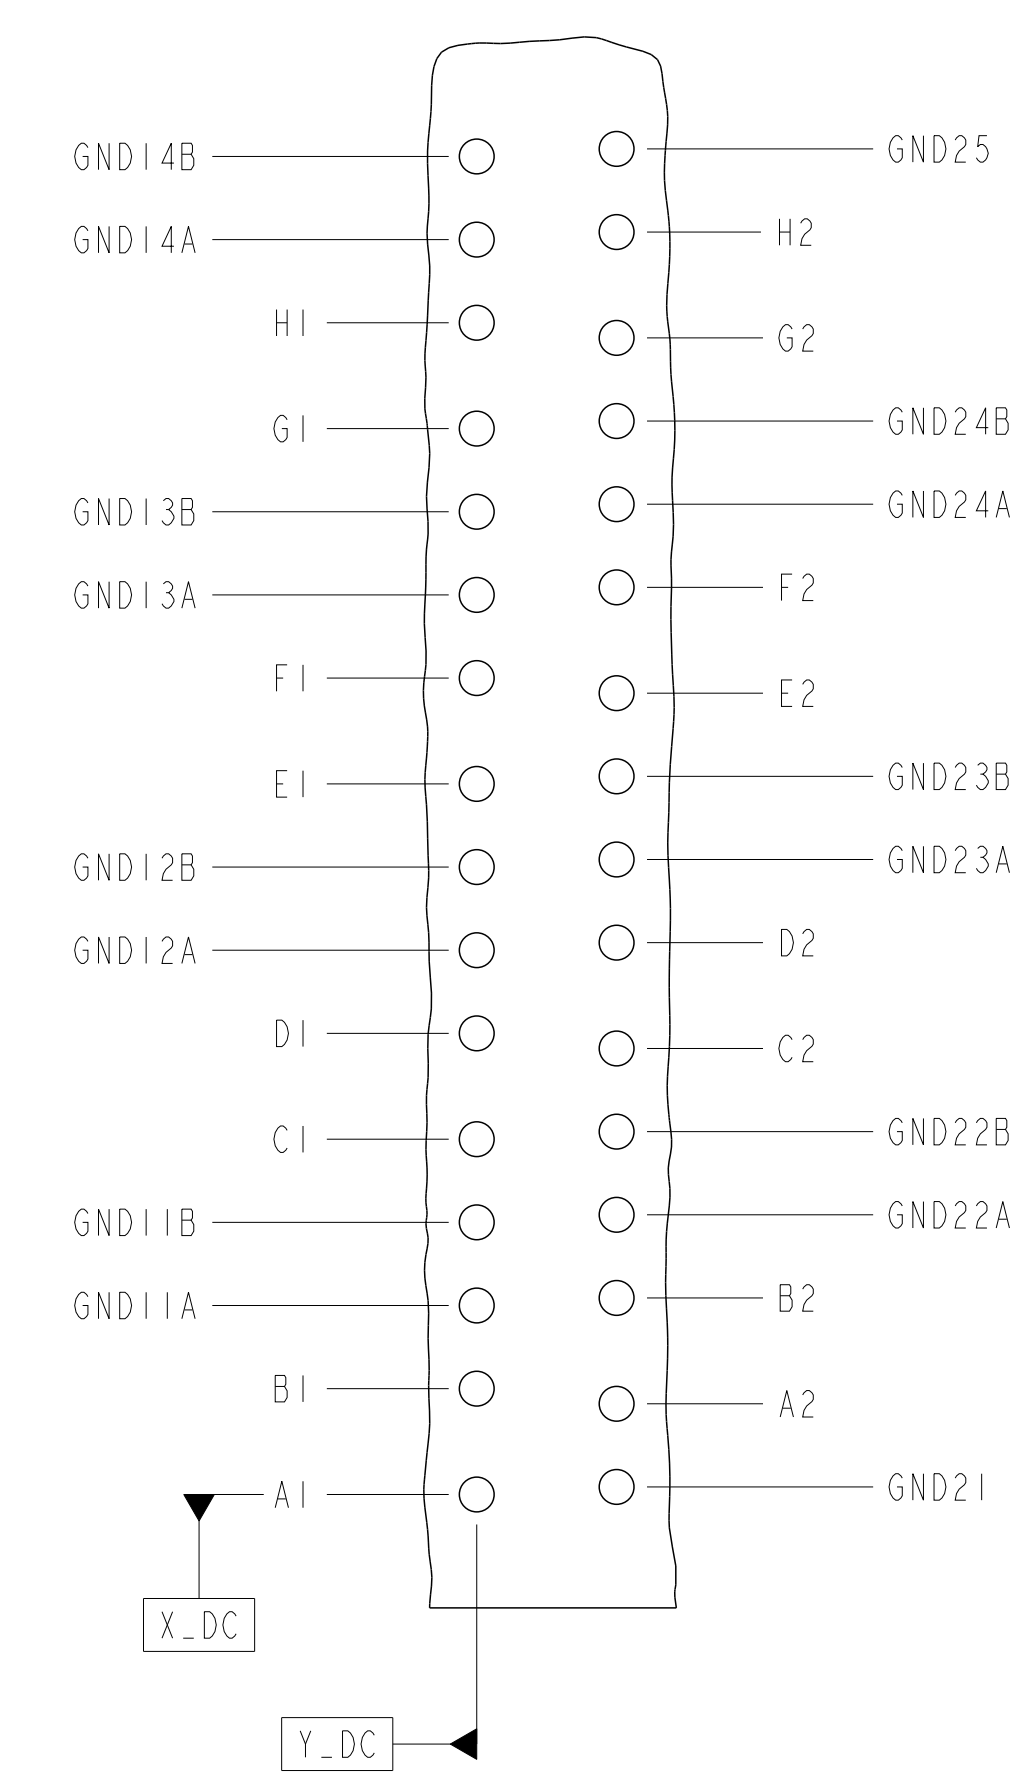 GND25
GND14B
H2
GND14A
H1
G2
GND24B
G1
GND24A
GND13B
F2
GND13A
F1
E2
GND23B
E1
GND23A
GND12B
D2
GND12A
D1
C2
GND22B
C1
GND22A
GND11B
B2
GND11A
B1
A2
GND21
A1
X_DC
Y_DC